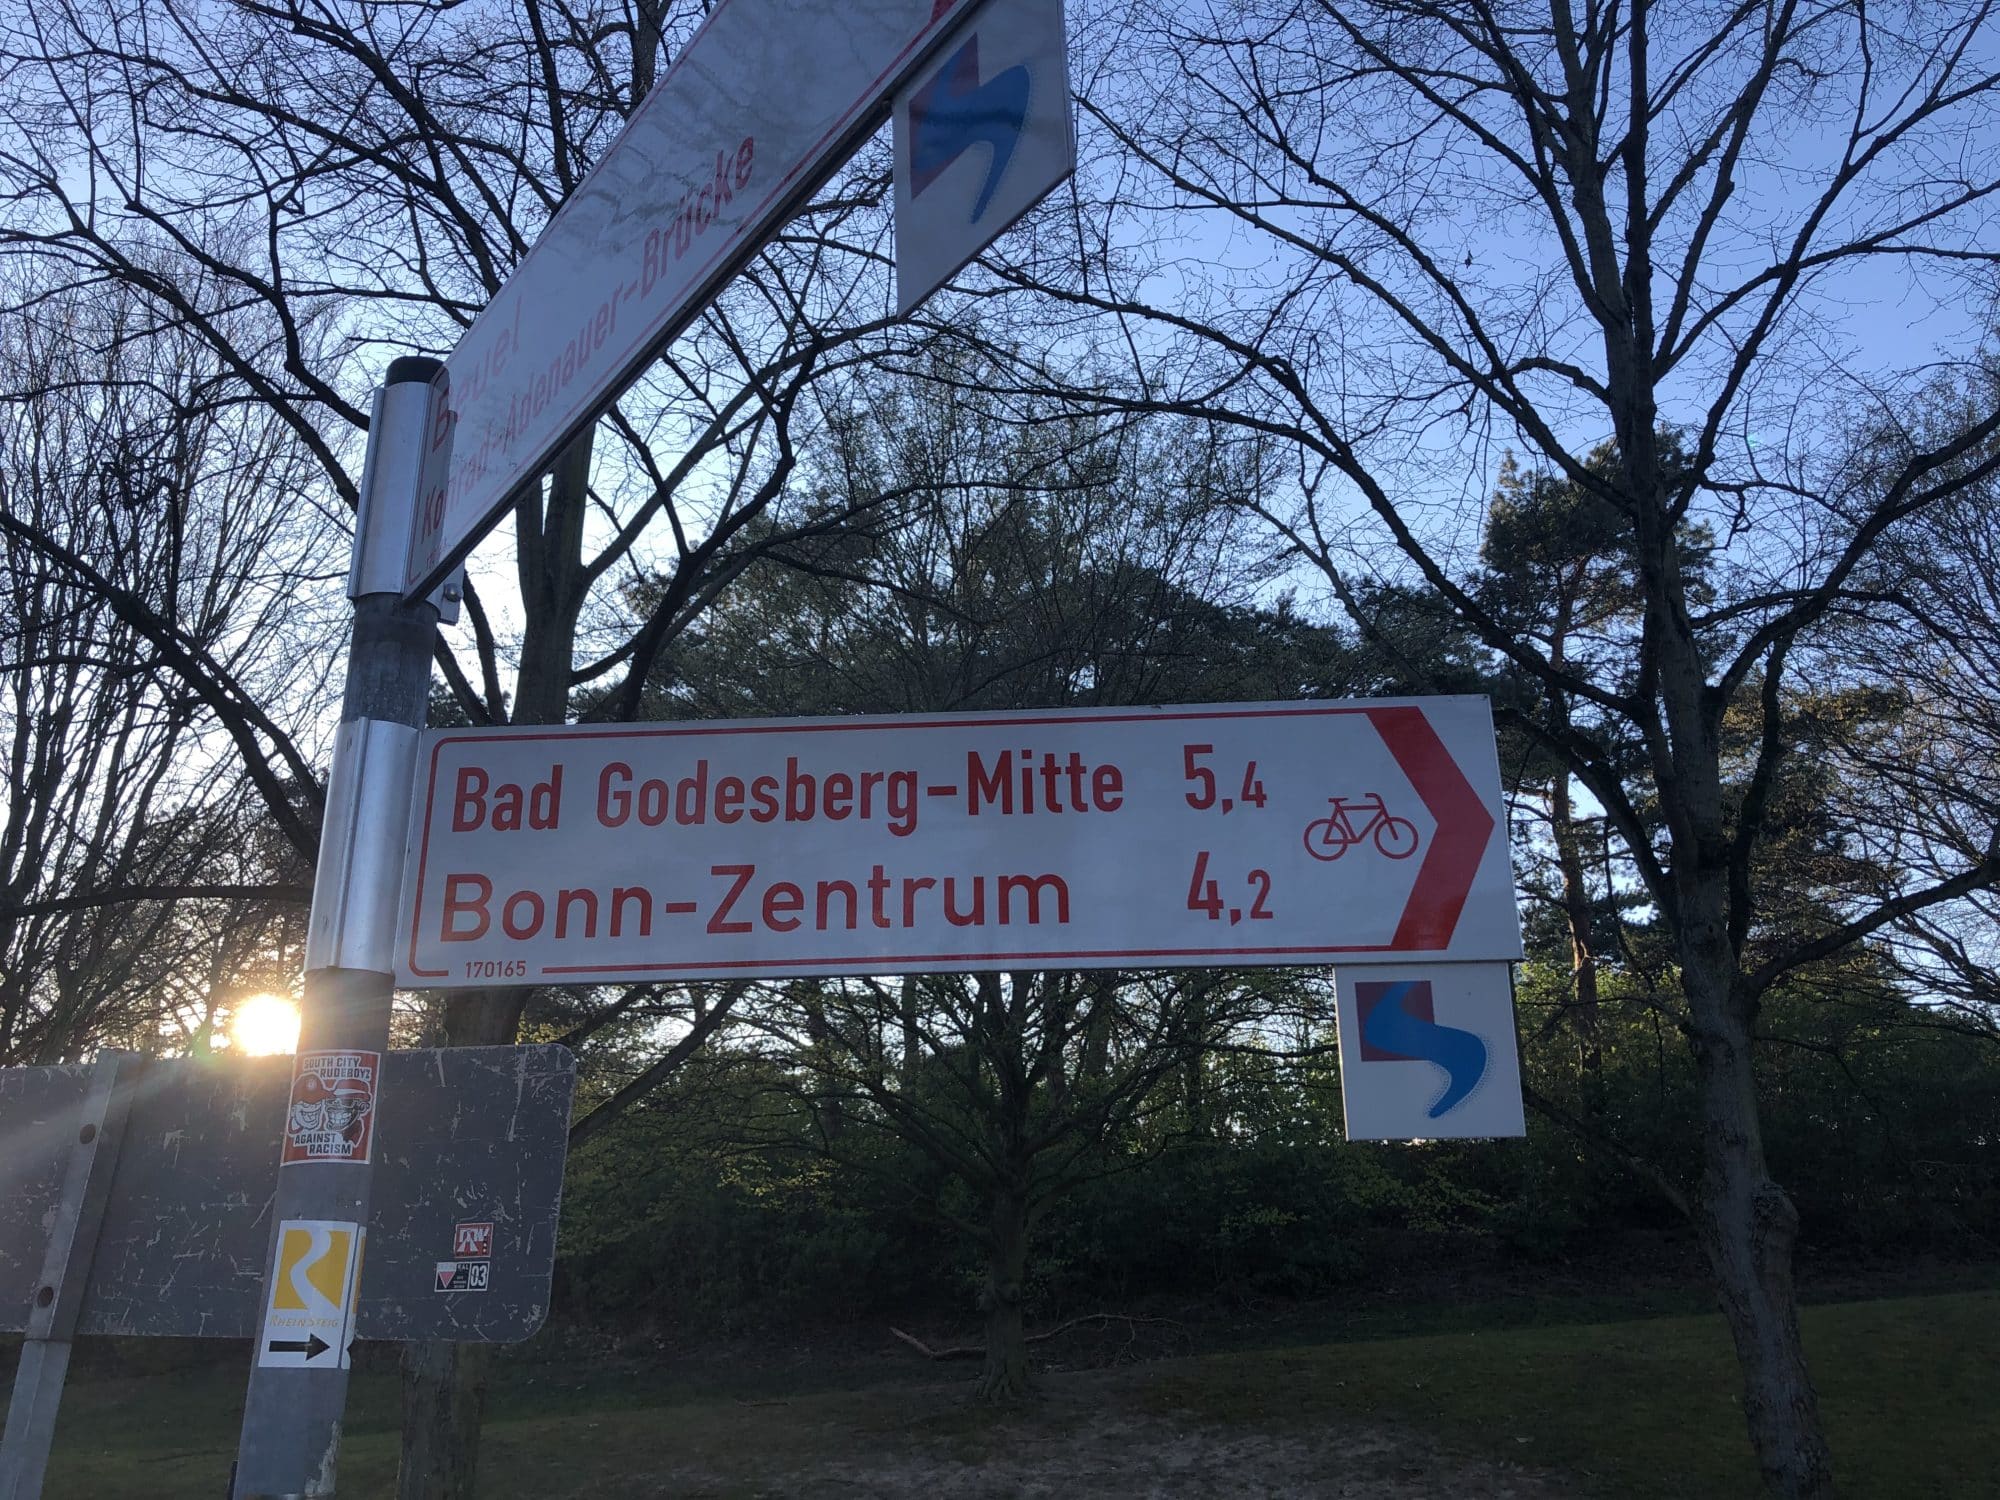 Beuel
Konrad-Adenauer-Brücke
Bad Godesberg-Mitte 5,4
Bonn-Zentrum 4,2
170165
SOUTH CITY
RUDEBOYZ
AGAINST
RACISM
RHEINSTEIG
03